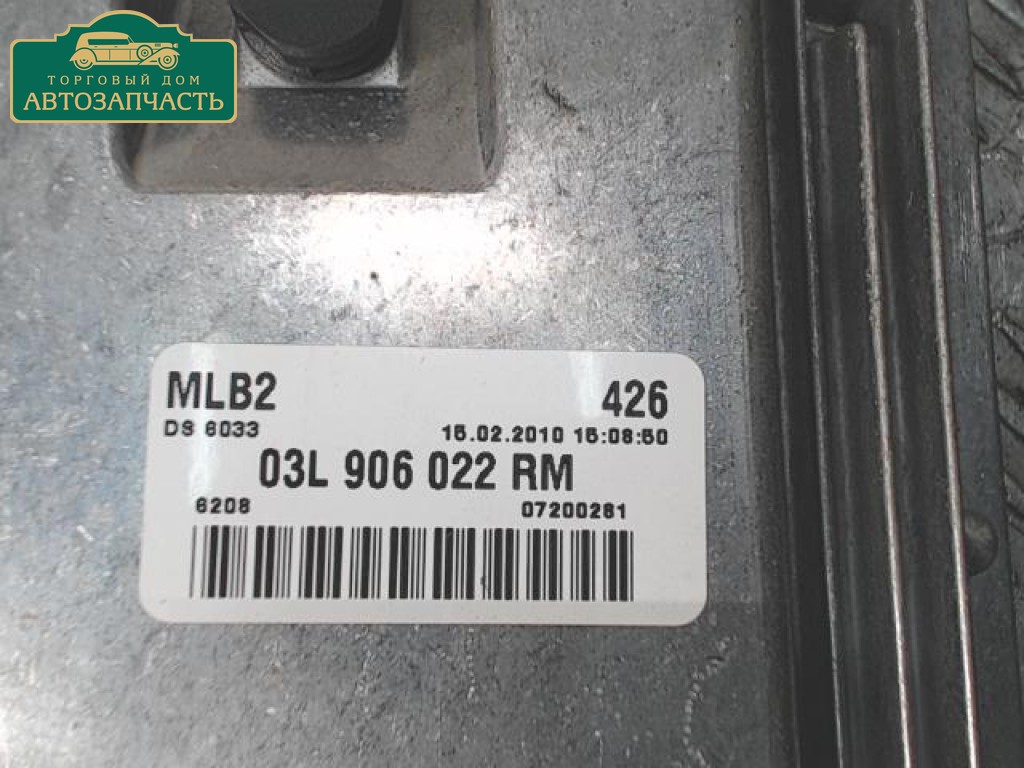 ТОРГОВЫЙ ДОМ
АВТОЗАПЧАСТЬ
MLB2 426
DS 6033 15.02.2010 15:08:50
03L 906 022 RM
6208 07200281